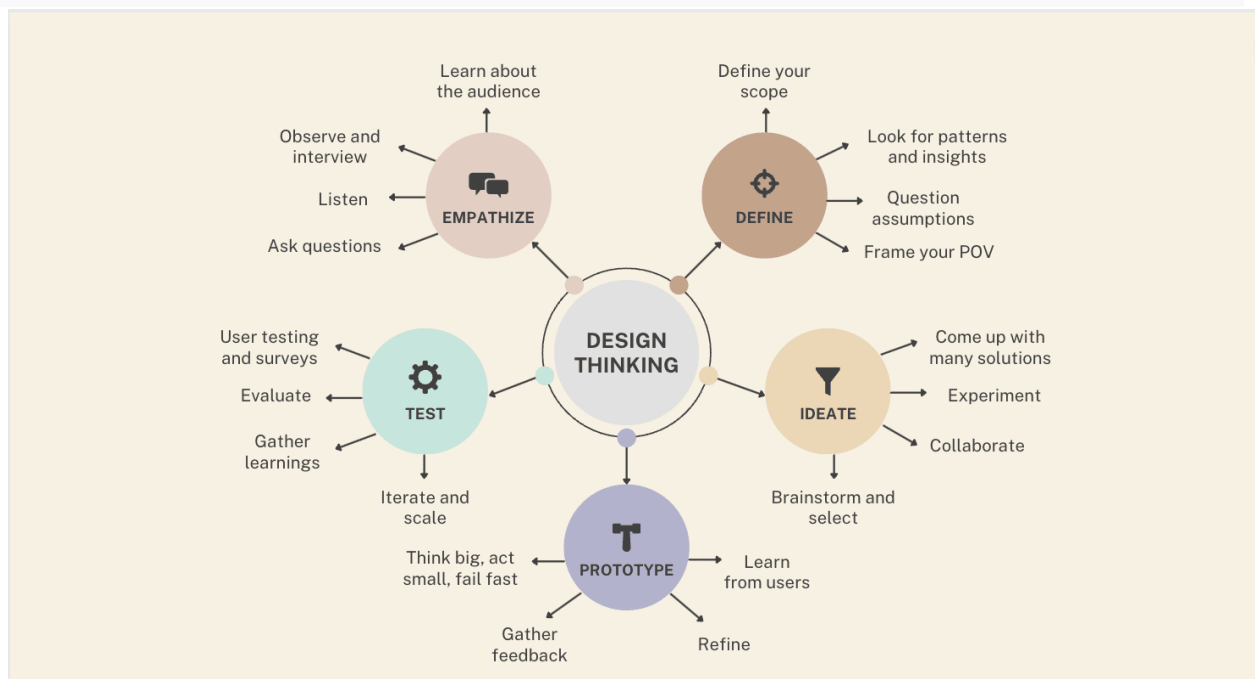 Learn about
the audience
Observe and
interview
Listen
Ask questions
EMPATHIZE
Define your
scope
Look for patterns
and insights
Question
assumptions
Frame your POV
DEFINE
DESIGN
THINKING
User testing
and surveys
Evaluate
Gather
learnings
Iterate and
scale
TEST
Come up with
many solutions
Experiment
Collaborate
Brainstorm and
select
IDEATE
PROTOTYPE
Think big, act
small, fail fast
Gather
feedback
Learn
from users
Refine